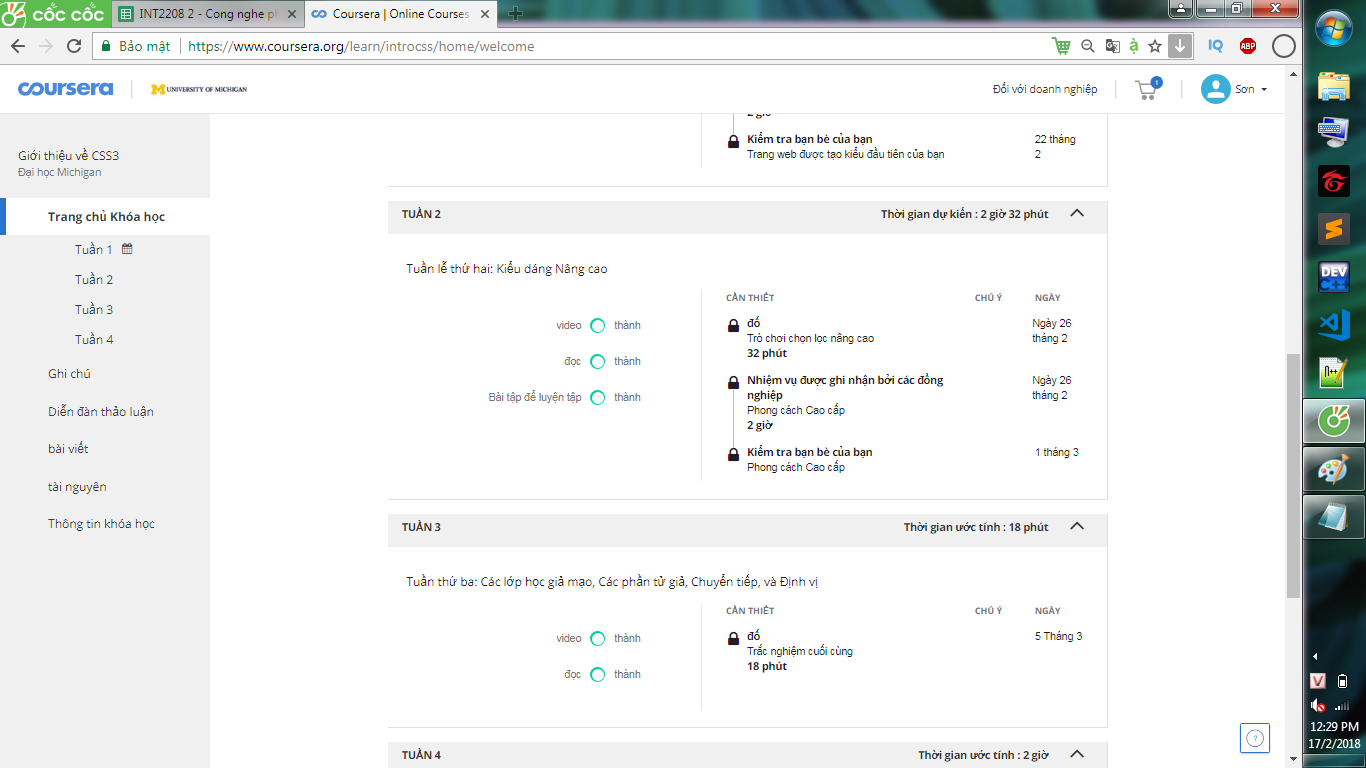 cốc cốc
INT2208 2 - Cong nghe ph
Coursera | Online Courses
Bảo mật
https://www.coursera.org/learn/introcss/home/welcome
IQ
ABP
coursera
UNIVERSITY OF MICHIGAN
Đối với doanh nghiệp
1
Sơn
Giới thiệu về CSS3
Đại học Michigan
Trang chủ Khóa học
Tuần 1
Tuần 2
Tuần 3
Tuần 4
Ghi chú
Diễn đàn thảo luận
bài viết
tài nguyên
Thông tin khóa học
2 giờ
Kiểm tra bạn bè của bạn
22 tháng
Trang web được tạo kiểu đầu tiên của bạn
2
TUẦN 2
Thời gian dự kiến : 2 giờ 32 phút
Tuần lễ thứ hai: Kiểu dáng Nâng cao
video
thành
đọc
thành
Bài tập để luyện tập
thành
CẦN THIẾT
CHÚ Ý
NGÀY
đố
Ngày 26
Trò chơi chọn lọc nâng cao
tháng 2
32 phút
Nhiệm vụ được ghi nhận bởi các đồng
Ngày 26
nghiệp
tháng 2
Phong cách Cao cấp
2 giờ
Kiểm tra bạn bè của bạn
1 tháng 3
Phong cách Cao cấp
TUẦN 3
Thời gian ước tính : 18 phút
Tuần thứ ba: Các lớp học giả mạo, Các phần tử giả, Chuyển tiếp, và Định vị
video
thành
đọc
thành
CẦN THIẾT
CHÚ Ý
NGÀY
đố
5 Tháng 3
Trắc nghiệm cuối cùng
18 phút
TUẦN 4
Thời gian ước tính : 2 giờ
?
DEV
C++
V
12:29 PM
17/2/2018